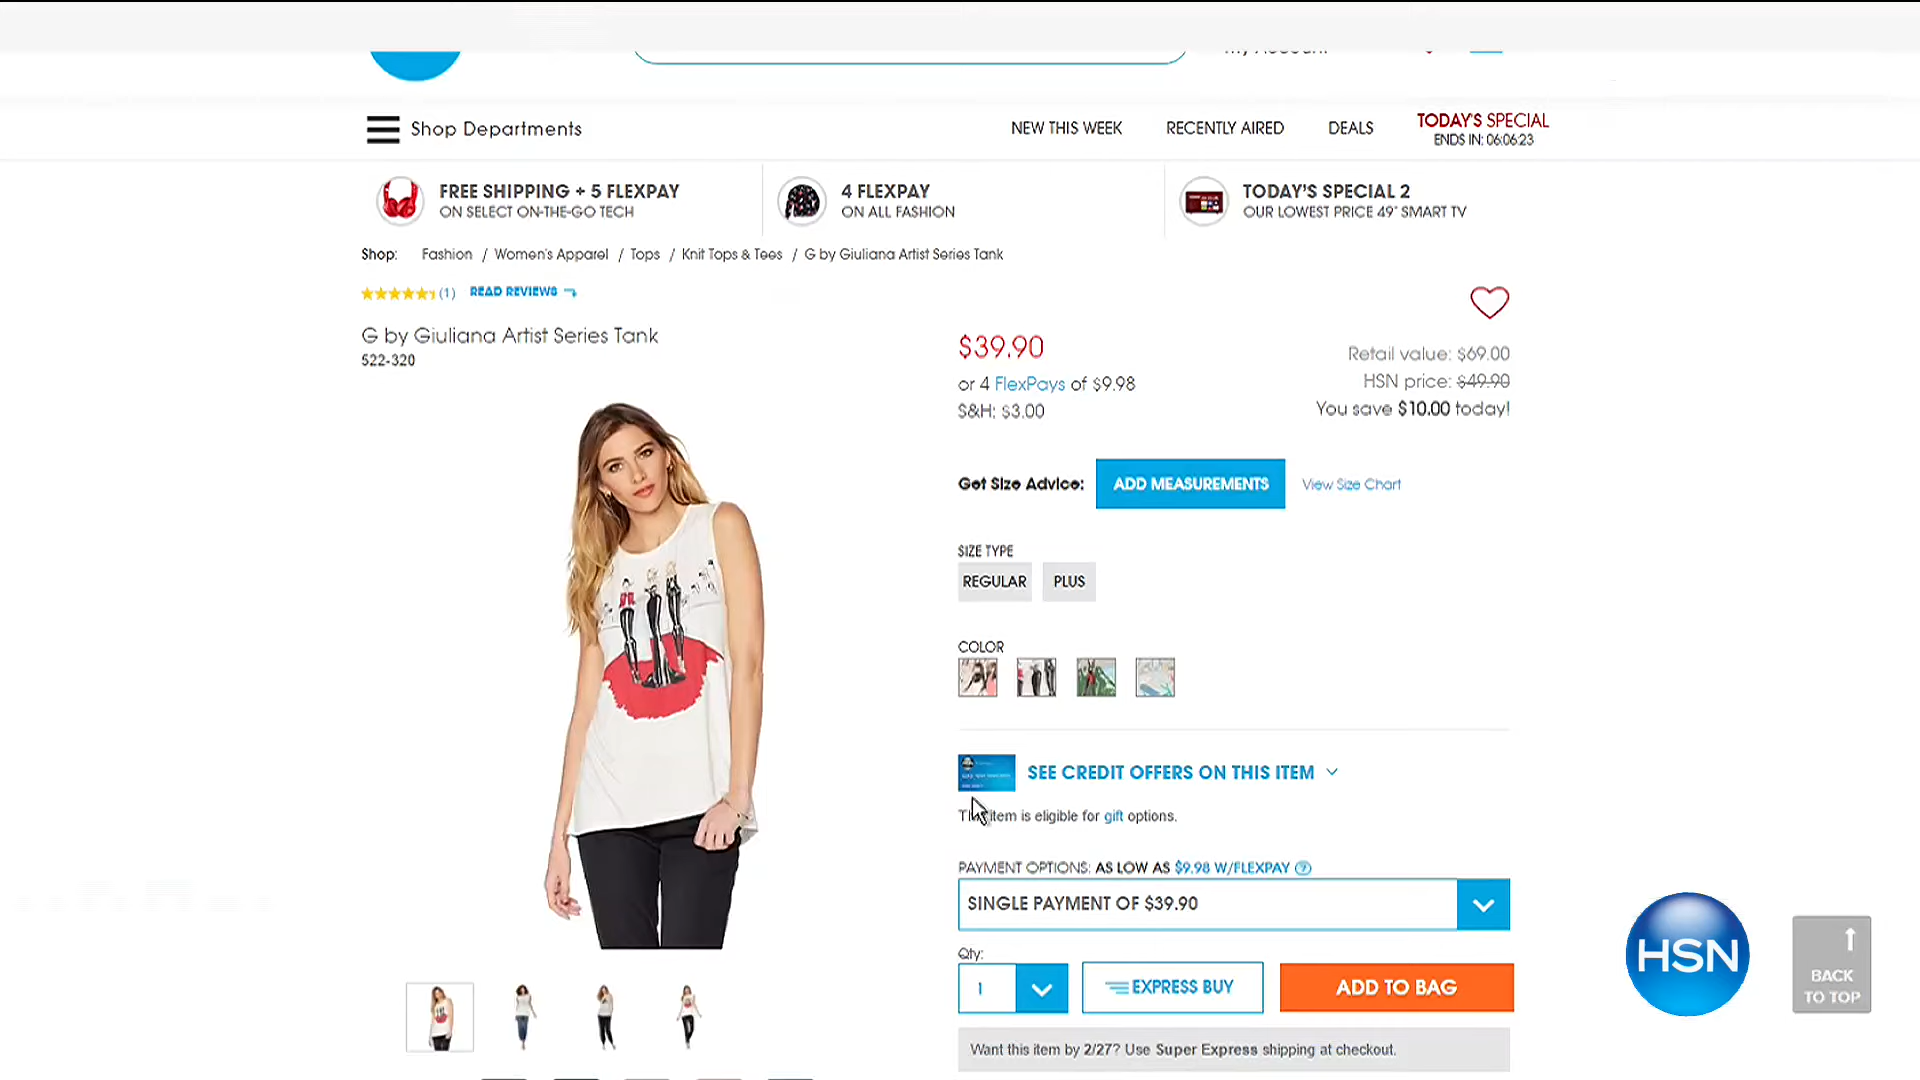 Shop Departments
NEW THIS WEEK
RECENTLY AIRED
DEALS
TODAY'S SPECIAL
ENDS IN: 06:06:23
FREE SHIPPING + 5 FLEXPAY
ON SELECT ON-THE-GO TECH
4 FLEXPAY
ON ALL FASHION
TODAY'S SPECIAL 2
OUR LOWEST PRICE 49" SMART TV
Shop: Fashion / Women's Apparel / Tops / Knit Tops & Tees / G by Giuliana Artist Series Tank
(1) READ REVIEWS
G by Giuliana Artist Series Tank
522-320
$39.90
or 4 FlexPays of $9.98
S&H: $3.00
Retail value: $69.00
HSN price: $49.90
You save $10.00 today!
Get Size Advice: ADD MEASUREMENTS View Size Chart
SIZE TYPE
REGULAR PLUS
COLOR
SEE CREDIT OFFERS ON THIS ITEM
item is eligible for gift options.
PAYMENT OPTIONS: AS LOW AS $9.98 W/FLEXPAY ?
SINGLE PAYMENT OF $39.90
Qty:
1
EXPRESS BUY
ADD TO BAG
Want this item by 2/27? Use Super Express shipping at checkout.
HSN
BACK
TO TOP